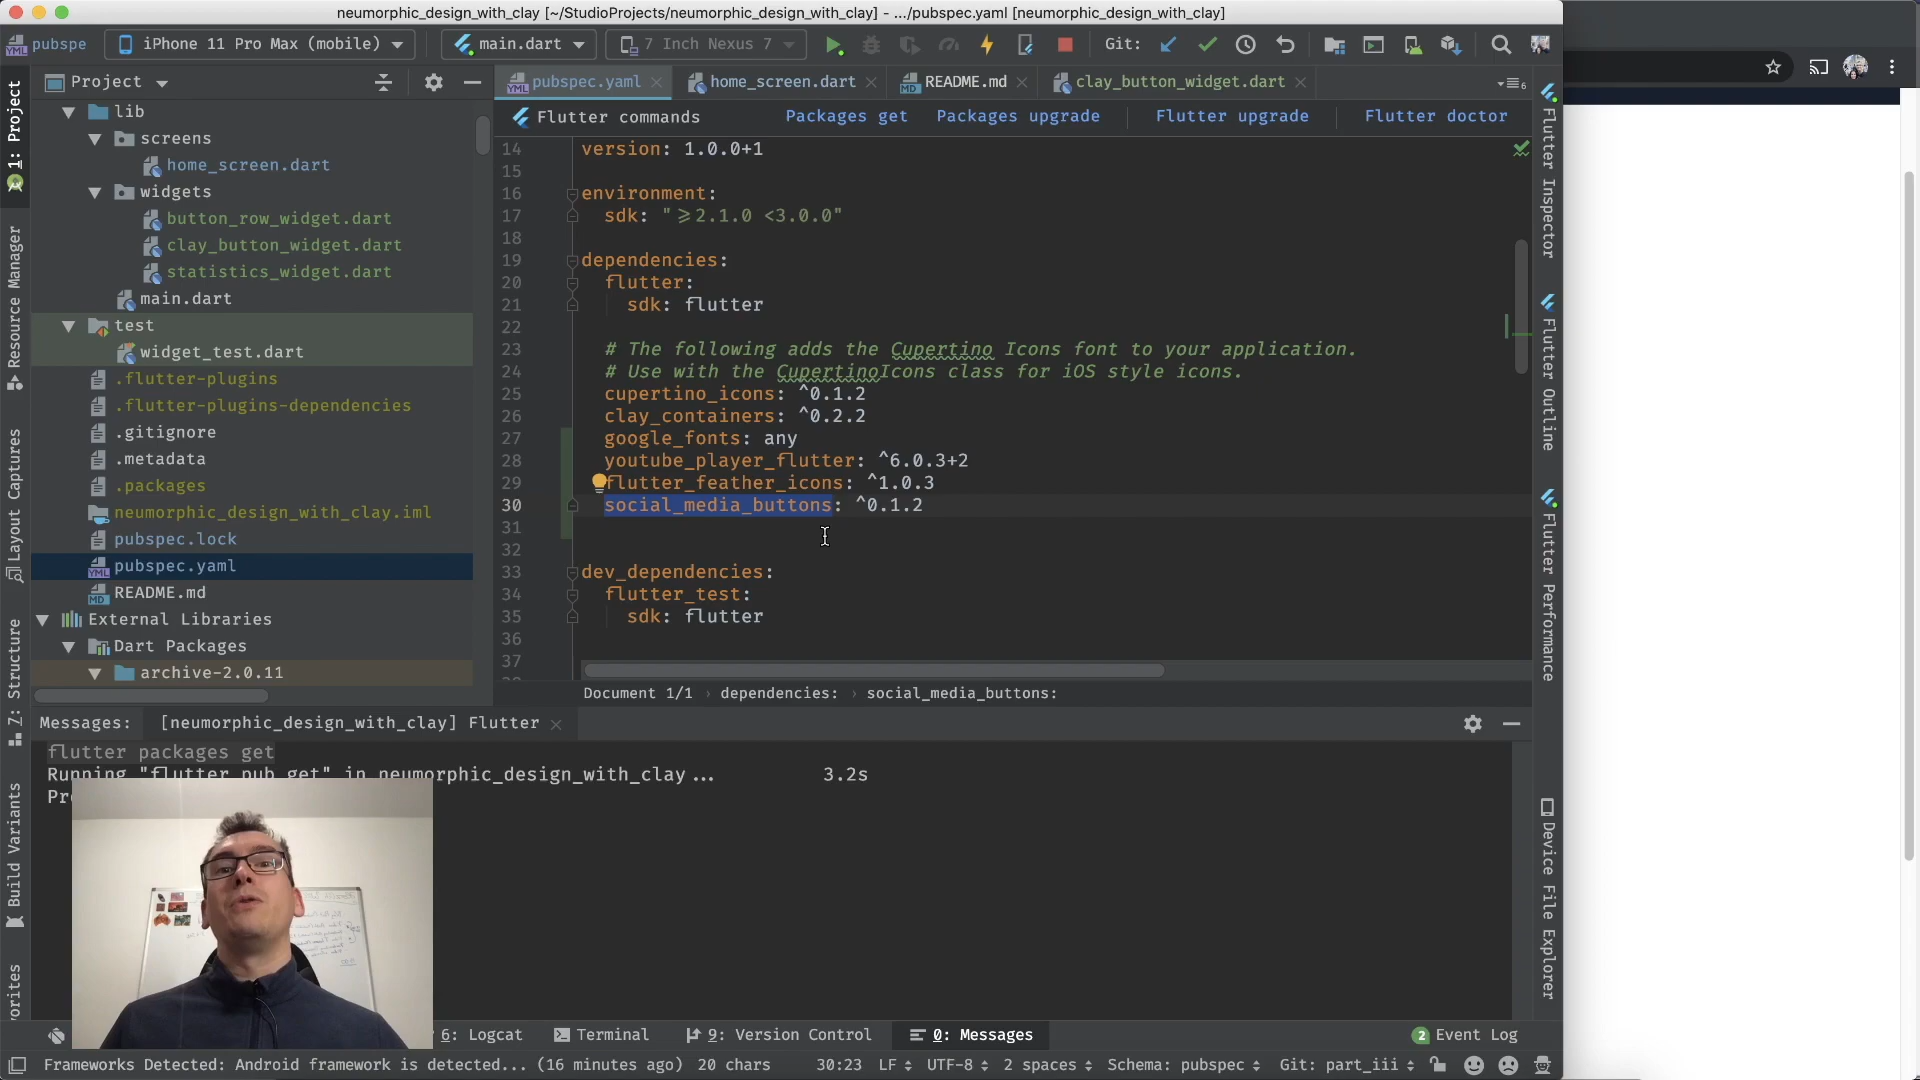 neumorphic_design_with_clay [~/StudioProjects/neumorphic_design_with_clay] - .../pubspec.yaml [neumorphic_design_with_clay]
pubspe
iPhone 11 Pro Max (mobile)
main.dart
7 Inch Nexus 7
Git:
Project
pubspec.yaml
home_screen.dart
README.md
clay_button_widget.dart
Flutter commands
Packages get
Packages upgrade
Flutter upgrade
Flutter doctor
lib
screens
home_screen.dart
widgets
button_row_widget.dart
clay_button_widget.dart
statistics_widget.dart
main.dart
test
widget_test.dart
.flutter-plugins
.flutter-plugins-dependencies
.gitignore
.metadata
.packages
neumorphic_design_with_clay.iml
pubspec.lock
pubspec.yaml
README.md
External Libraries
Dart Packages
archive-2.0.11
14 version: 1.0.0+1
15
16 environment:
17 sdk: ">=2.1.0 <3.0.0"
18
19 dependencies:
20 flutter:
21 sdk: flutter
22
23 # The following adds the Cupertino Icons font to your application.
24 # Use with the CupertinoIcons class for iOS style icons.
25 cupertino_icons: ^0.1.2
26 clay_containers: ^0.2.2
27 google_fonts: any
28 youtube_player_flutter: ^6.0.3+2
29 flutter_feather_icons: ^1.0.3
30 social_media_buttons: ^0.1.2
31
32
33 dev_dependencies:
34 flutter_test:
35 sdk: flutter
36
37
Document 1/1 › dependencies: › social_media_buttons:
1: Project
Resource Manager
Layout Captures
Z: Structure
Build Variants
vorites
Flutter Inspector
Flutter Outline
Flutter Performance
Device File Explorer
Messages:
[neumorphic_design_with_clay] Flutter
flutter packages get
Running "flutter pub get" in neumorphic_design_with_clay... 3.2s
6: Logcat
Terminal
9: Version Control
0: Messages
2 Event Log
Frameworks Detected: Android framework is detected... (16 minutes ago)
20 chars
30:23
LF
UTF-8
2 spaces
Schema: pubspec
Git: part_iii